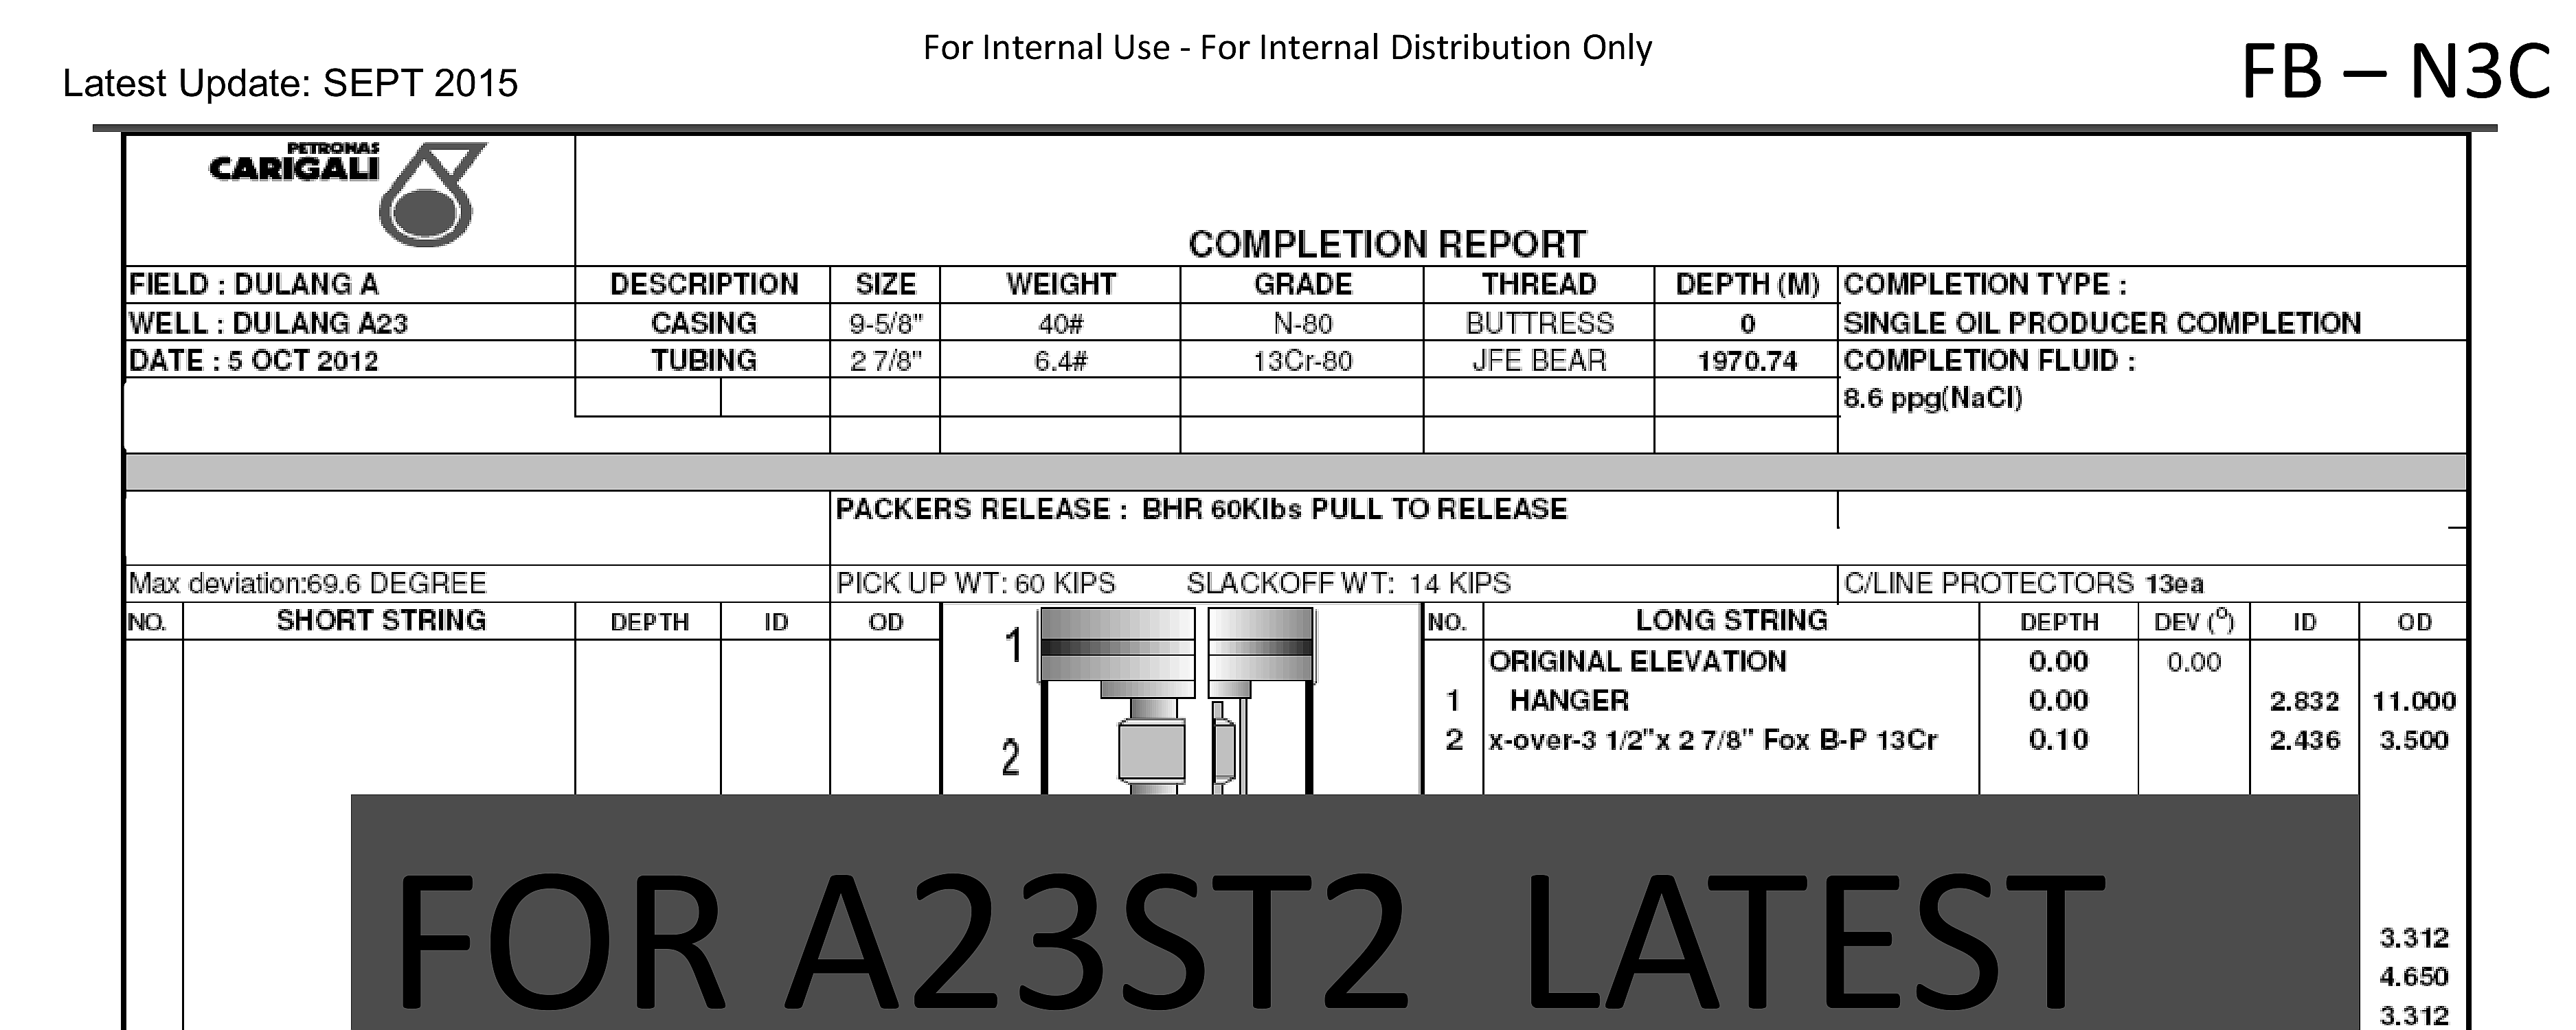 For Internal Use - For Internal Distribution Only
Latest Update: SEPT 2015
FB – N3C
PETRONAS
CARIGALI
COMPLETION REPORT
FIELD : DULANG A DESCRIPTION SIZE WEIGHT GRADE THREAD DEPTH (M) COMPLETION TYPE :
WELL : DULANG A23 CASING 9-5/8" 40# N-80 BUTTRESS 0 SINGLE OIL PRODUCER COMPLETION
DATE : 5 OCT 2012 TUBING 2 7/8" 6.4# 13Cr-80 JFE BEAR 1970.74 COMPLETION FLUID :
8.6 ppg(NaCl)
PACKERS RELEASE : BHR 60Klbs PULL TO RELEASE
Max deviation:69.6 DEGREE PICK UP WT: 60 KIPS SLACKOFF WT: 14 KIPS C/LINE PROTECTORS 13ea
NO. SHORT STRING DEPTH ID OD 1 NO. LONG STRING DEPTH DEV (º) ID OD
ORIGINAL ELEVATION 0.00 0.00
1 HANGER 0.00 2.832 11.000
2 2 x-over-3 1/2"x 2 7/8" Fox B-P 13Cr 0.10 2.436 3.500
FOR A23ST2 LATEST
3.312
4.650
3.312